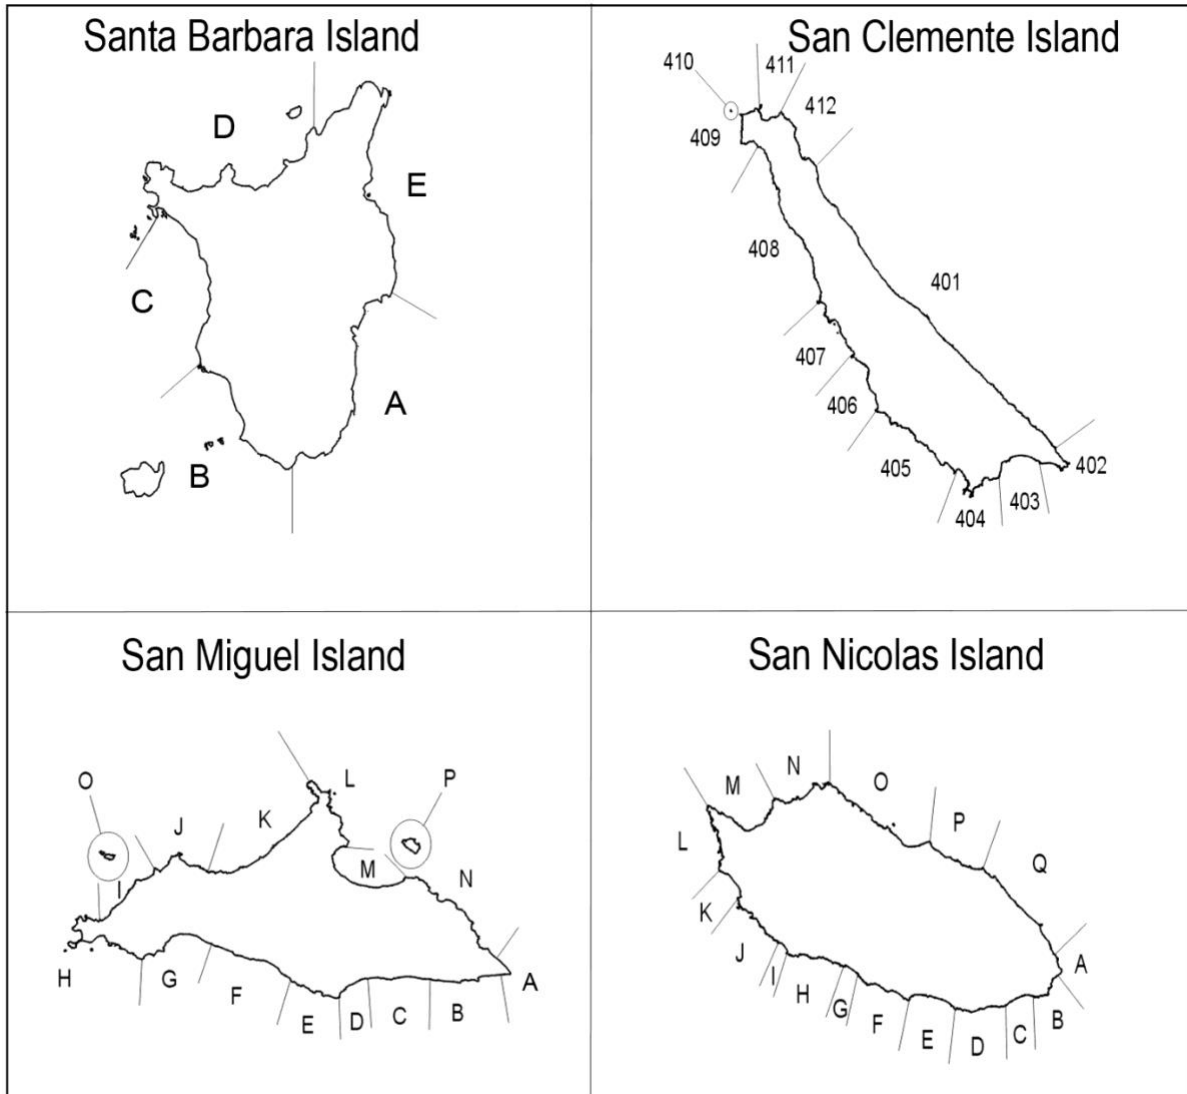 Santa Barbara Island
D
E
C
A
B
San Clemente Island
410
411
412
409
408
401
407
406
405
402
404
403
San Miguel Island
O
L
P
J
K
I
M
N
H
G
F
A
E
D
C
B
San Nicolas Island
M
N
O
P
L
Q
K
J
I
H
A
G
F
E
D
C
B